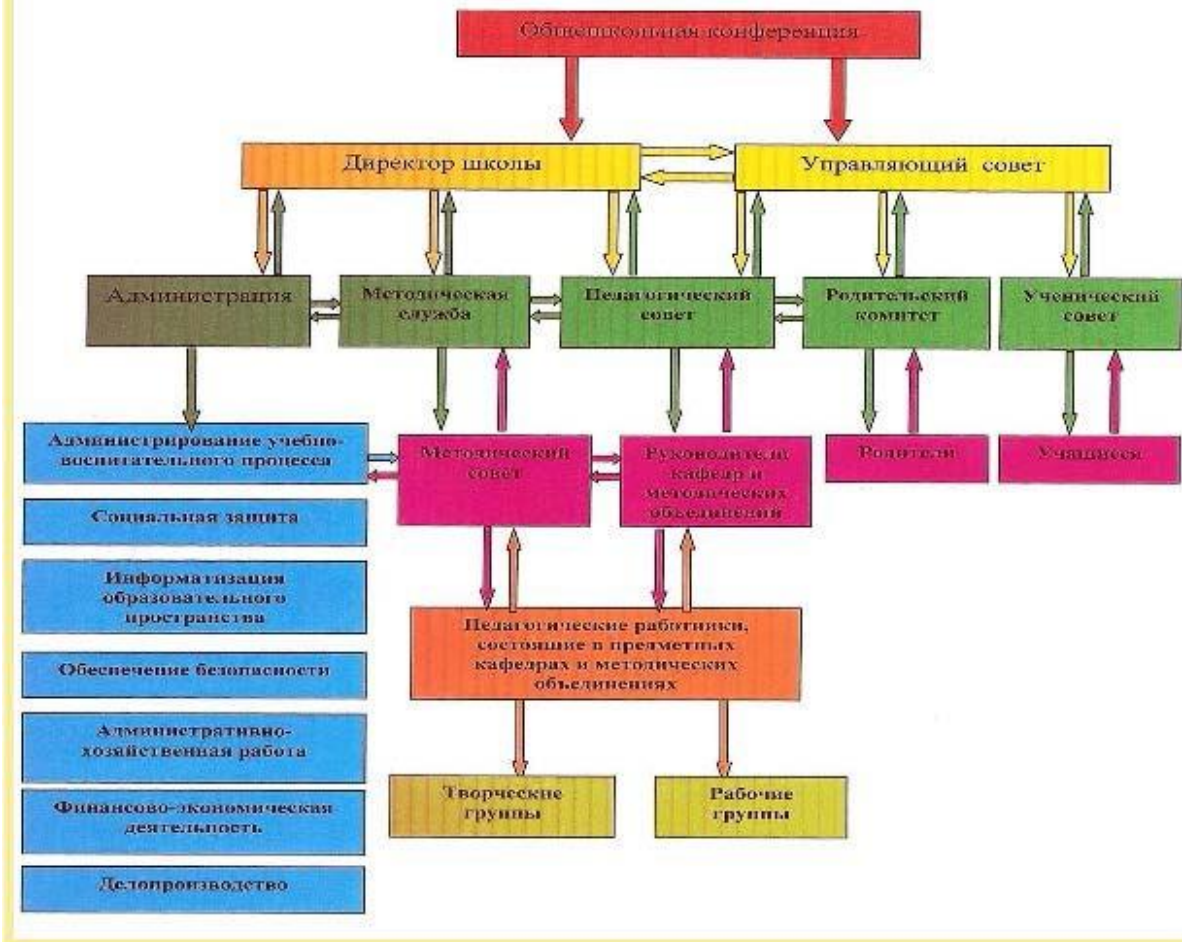 Общешкольная конференция
Директор школы
Управляющий совет
Администрация
Методическая
служба
Педагогический
совет
Родительский
комитет
Ученический
совет
Администрирование учебно-
воспитательного процесса
Методический
совет
Руководители
кафедр и
методических
объединений
Родители
Учащиеся
Социальная защита
Информатизация
образовательного
пространства
Педагогические работники,
состоящие в предметных
кафедрах и методических
объединениях
Обеспечение безопасности
Административно-
хозяйственная работа
Творческие
группы
Рабочие
группы
Финансово-экономическая
деятельность
Делопроизводство